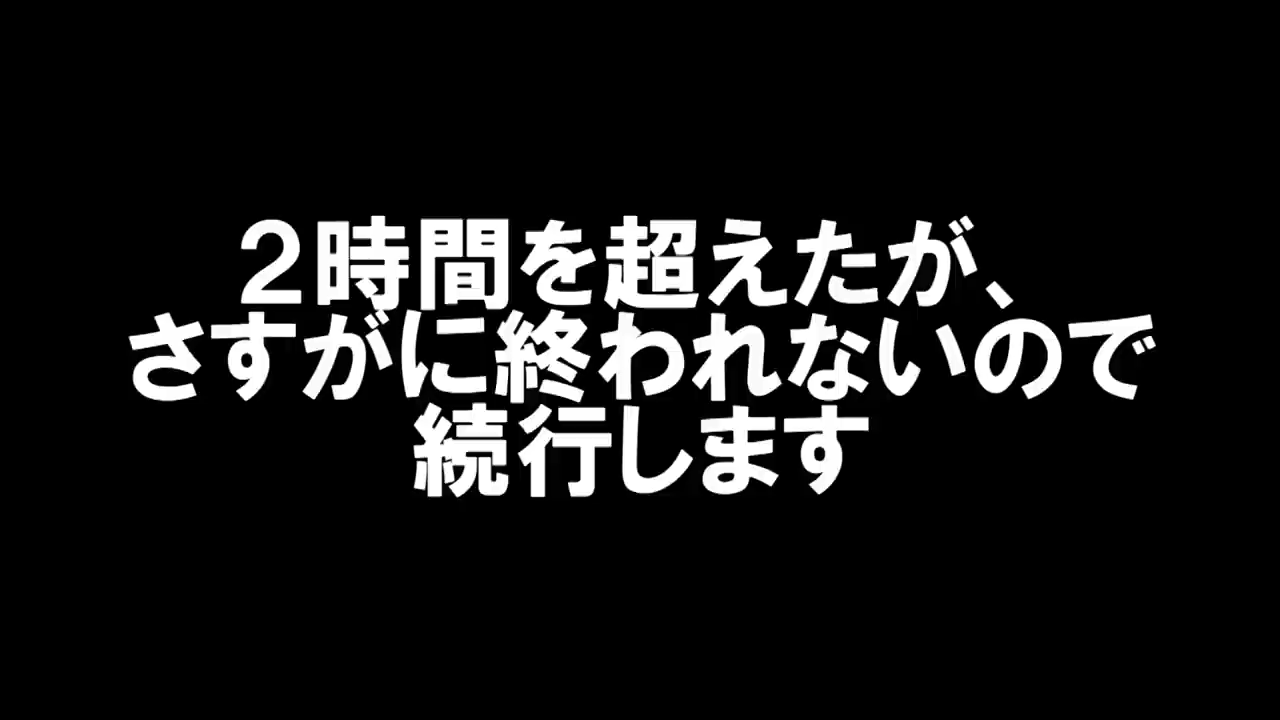 ２時間を超えたが、
さすがに終われないので
続行します